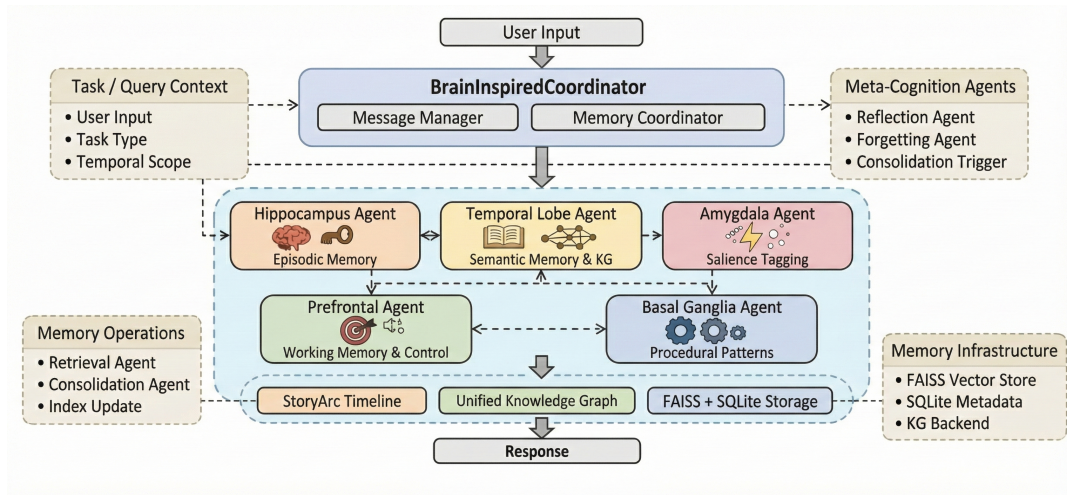 User Input
BrainInspiredCoordinator
Message Manager
Memory Coordinator
Task / Query Context
• User Input
• Task Type
• Temporal Scope
Meta-Cognition Agents
• Reflection Agent
• Forgetting Agent
• Consolidation Trigger
Hippocampus Agent
Episodic Memory
Temporal Lobe Agent
Semantic Memory & KG
Amygdala Agent
Salience Tagging
Prefrontal Agent
Working Memory & Control
Basal Ganglia Agent
Procedural Patterns
Memory Operations
• Retrieval Agent
• Consolidation Agent
• Index Update
Memory Infrastructure
• FAISS Vector Store
• SQLite Metadata
• KG Backend
StoryArc Timeline
Unified Knowledge Graph
FAISS + SQLite Storage
Response